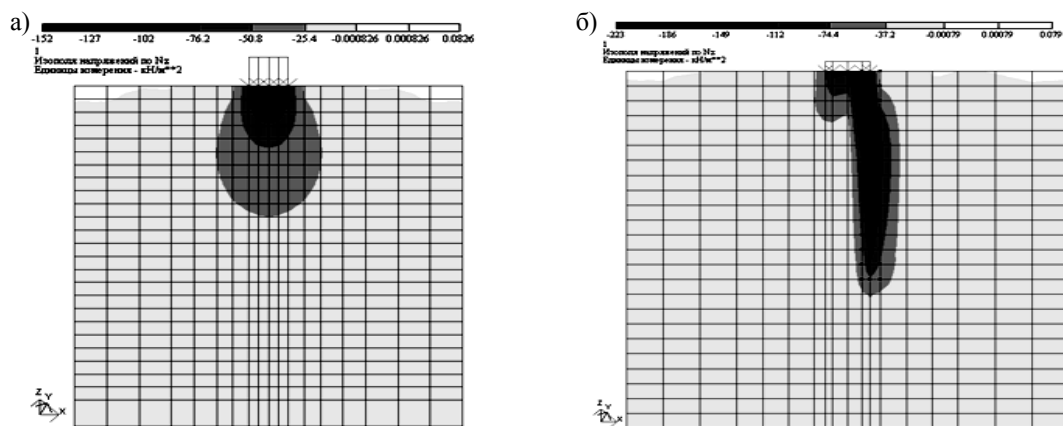 а)
-152 -127 -102 -76.2 -50.8 -25.4 -0.000826 0.000826 0.0826
1
Изополя напряжений по Nz
Единицы измерения - кН/м**2
Z Y X
б)
-223 -186 -149 -112 -74.4 -37.2 -0.00079 0.00079 0.079
1
Изополя напряжений по Nz
Единицы измерения - кН/м**2
Z Y X